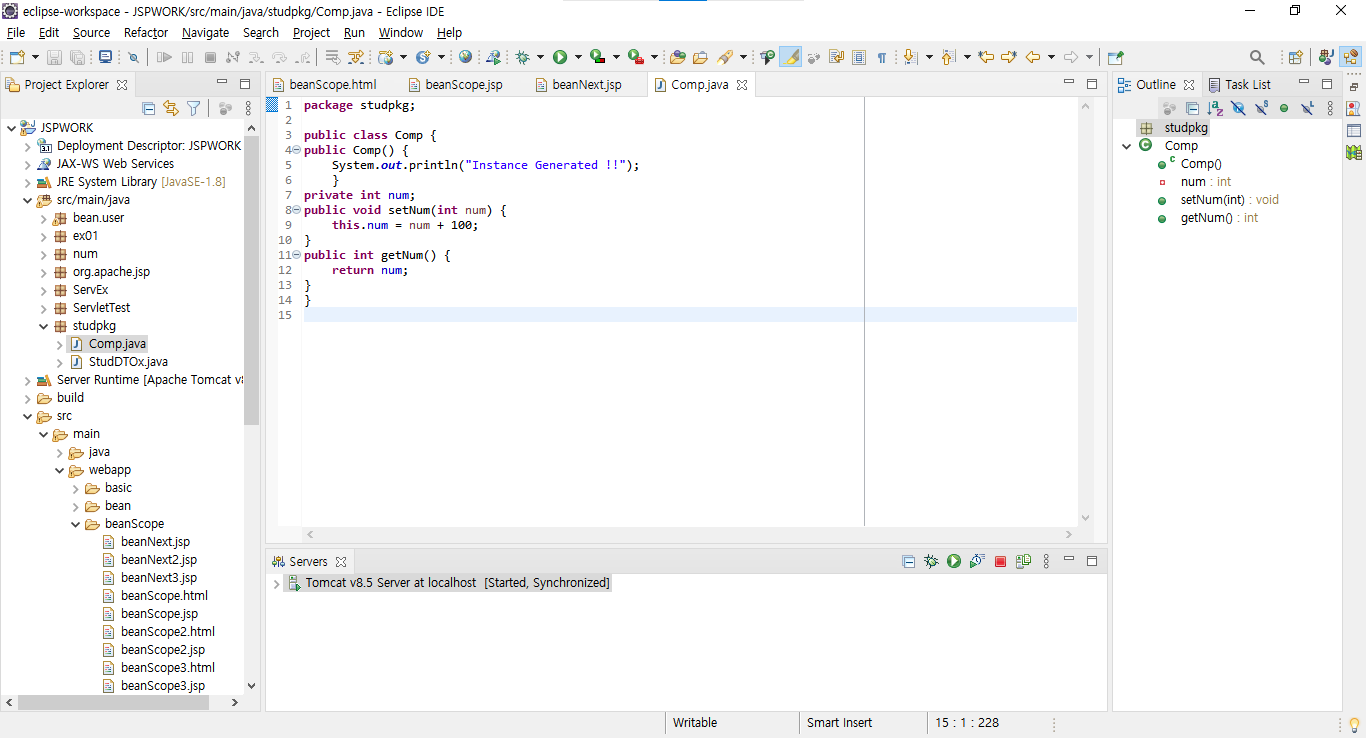 eclipse-workspace - JSPWORK/src/main/java/studpkg/Comp.java - Eclipse IDE
File Edit Source Refactor Navigate Search Project Run Window Help
Project Explorer
JSPWORK
Deployment Descriptor: JSPWORK
JAX-WS Web Services
JRE System Library [JavaSE-1.8]
src/main/java
bean.user
ex01
num
org.apache.jsp
ServEx
ServletTest
studpkg
Comp.java
StudDTOx.java
Server Runtime [Apache Tomcat
build
src
main
java
webapp
basic
bean
beanScope
beanNext.jsp
beanNext2.jsp
beanNext3.jsp
beanScope.html
beanScope.jsp
beanScope2.html
beanScope2.jsp
beanScope3.html
beanScope3.jsp
beanScope.html beanScope.jsp beanNext.jsp Comp.java
1 package studpkg;
2
3 public class Comp {
4 public Comp() {
5 System.out.println("Instance Generated !!");
6 }
7 private int num;
8 public void setNum(int num) {
9 this.num = num + 100;
10 }
11 public int getNum() {
12 return num;
13 }
14 }
15
Servers
Tomcat v8.5 Server at localhost [Started, Synchronized]
Outline Task List
studpkg
Comp
Comp()
num : int
setNum(int) : void
getNum() : int
Writable Smart Insert 15 : 1 : 228